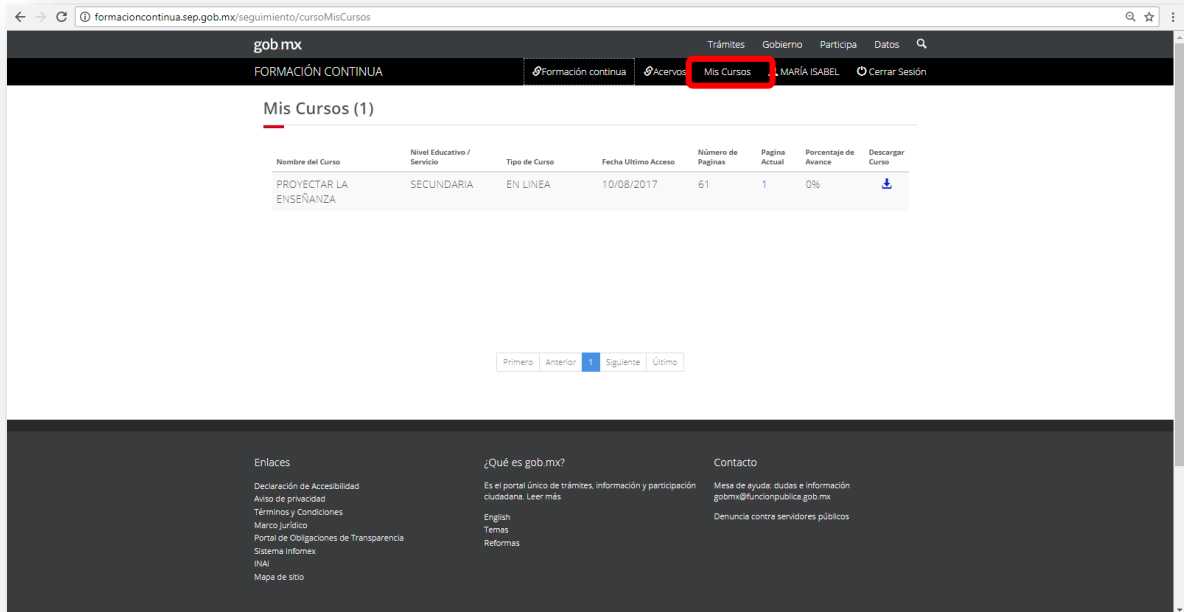 formacioncontinua.sep.gob.mx/seguimiento/cursoMisCursos
gob mx
Trámites Gobierno Participa Datos
FORMACIÓN CONTINUA
Formación continua Acervos Mis Cursos MARÍA ISABEL Cerrar Sesión
Mis Cursos (1)
Nombre del Curso Nivel Educativo / Servicio Tipo de Curso Fecha Ultimo Acceso Número de Paginas Pagina Actual Porcentaje de Avance Descargar Curso
PROYECTAR LA ENSEÑANZA SECUNDARIA EN LINEA 10/08/2017 61 1 0%
Primero Anterior 1 Siguiente Último
Enlaces
Declaración de Accesibilidad
Aviso de privacidad
Términos y Condiciones
Marco Jurídico
Portal de Obligaciones de Transparencia
Sistema Infomex
INAI
Mapa de sitio
¿Qué es gob.mx?
Es el portal único de trámites, información y participación
ciudadana. Leer más
English
Temas
Reformas
Contacto
Mesa de ayuda: dudas e información
gobmx@funcionpublica.gob.mx
Denuncia contra servidores públicos